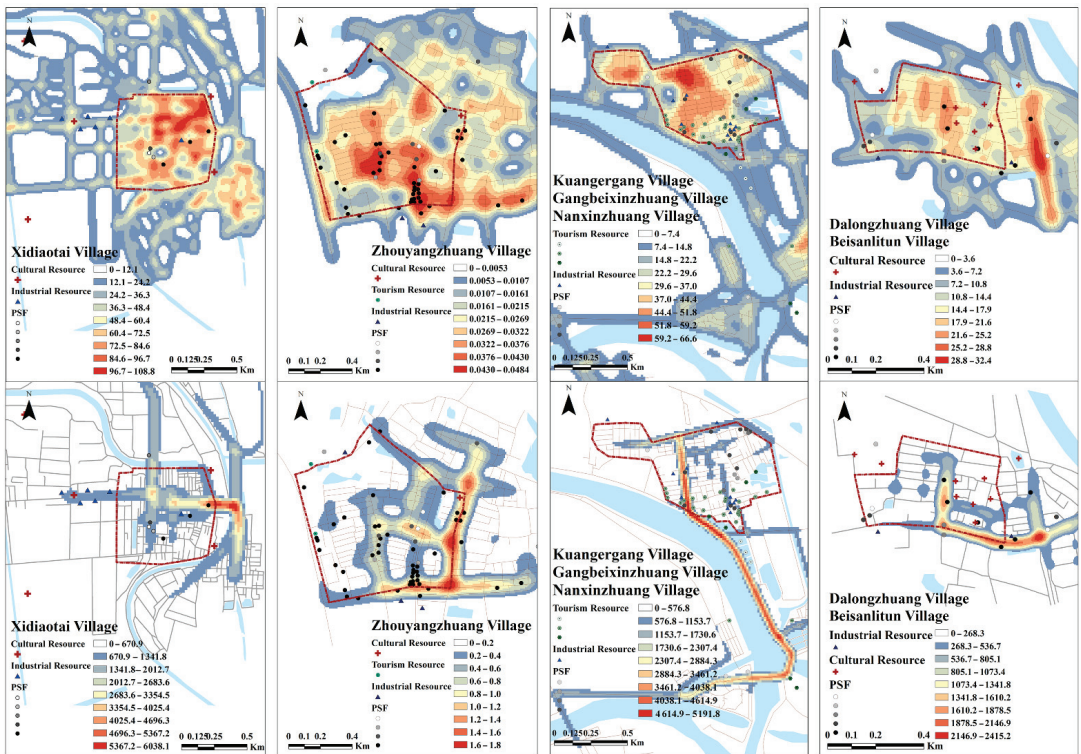 N
Xidiaotai Village
Cultural Resource
Industrial Resource
PSF
0 – 12.1
12.1 – 24.2
24.2 – 36.3
36.3 – 48.4
48.4 – 60.4
60.4 – 72.5
72.5 – 84.6
84.6 – 96.7
96.7 – 108.8
0 0.125 0.25 0.5
Km
N
Zhouyangzhuang Village
Cultural Resource
Tourism Resource
Industrial Resource
PSF
0 – 0.0053
0.0053 – 0.0107
0.0107 – 0.0161
0.0161 – 0.0215
0.0215 – 0.0269
0.0269 – 0.0322
0.0322 – 0.0376
0.0376 – 0.0430
0.0430 – 0.0484
0 0.1 0.2 0.4
Km
N
Kuangergang Village
Gangbeixinzhuang Village
Nanxinzhuang Village
Tourism Resource
Industrial Resource
PSF
0 – 7.4
7.4 – 14.8
14.8 – 22.2
22.2 – 29.6
29.6 – 37.0
37.0 – 44.4
44.4 – 51.8
51.8 – 59.2
59.2 – 66.6
0 0.125 0.25 0.5
Km
N
Dalongzhuang Village
Beisanlitun Village
Cultural Resource
Industrial Resource
PSF
0 – 3.6
3.6 – 7.2
7.2 – 10.8
10.8 – 14.4
14.4 – 17.9
17.9 – 21.6
21.6 – 25.2
25.2 – 28.8
28.8 – 32.4
0 0.1 0.2 0.4
Km
N
Xidiaotai Village
Cultural Resource
Industrial Resource
PSF
0 – 670.9
670.9 – 1341.8
1341.8 – 2012.7
2012.7 – 2683.6
2683.6 – 3354.5
3354.5 – 4025.4
4025.4 – 4696.3
4696.3 – 5367.2
5367.2 – 6038.1
0 0.125 0.25 0.5
Km
N
Zhouyangzhuang Village
Cultural Resource
Tourism Resource
Industrial Resource
PSF
0 – 0.2
0.2 – 0.4
0.4 – 0.6
0.6 – 0.8
0.8 – 1.0
1.0 – 1.2
1.2 – 1.4
1.4 – 1.6
1.6 – 1.8
0 0.1 0.2 0.4
Km
N
Kuangergang Village
Gangbeixinzhuang Village
Nanxinzhuang Village
Tourism Resource
Industrial Resource
PSF
0 – 576.8
576.8 – 1153.7
1153.7 – 1730.6
1730.6 – 2307.4
2307.4 – 2884.3
2884.3 – 3461.2
3461.2 – 4038.1
4038.1 – 4614.9
4614.9 – 5191.8
0 0.125 0.25 0.5
Km
N
Dalongzhuang Village
Beisanlitun Village
Industrial Resource
Cultural Resource
PSF
0 – 268.3
268.3 – 536.7
536.7 – 805.1
805.1 – 1073.4
1073.4 – 1341.8
1341.8 – 1610.2
1610.2 – 1878.5
1878.5 – 2146.9
2146.9 – 2415.2
0 0.1 0.2 0.4
Km